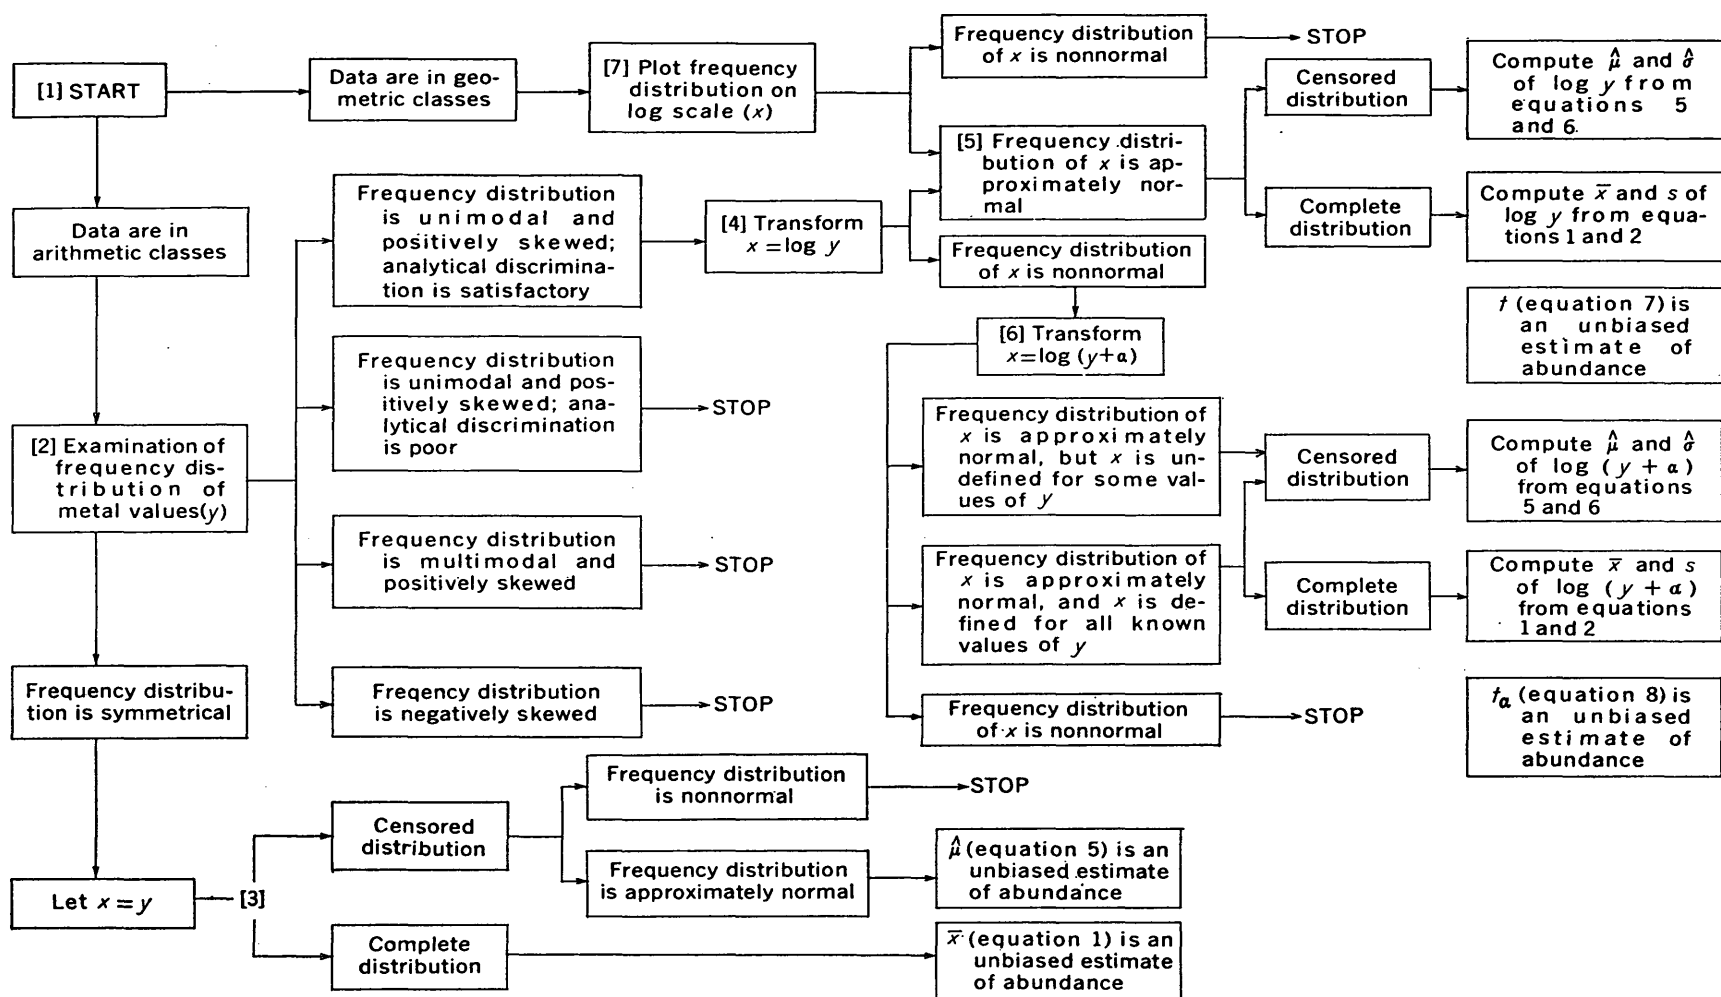 [1] START
Data are in geo-
metric classes
[7] Plot frequency
distribution on
log scale (x)
Frequency distribution
of x is nonnormal
STOP
Censored
distribution
Compute μ̂ and σ̂
of log y from
equations 5
and 6.
[5] Frequency distri-
bution of x is ap-
proximately nor-
mal
Complete
distribution
Compute x̅ and s of
log y from equa-
tions 1 and 2
Data are in
arithmetic classes
Frequency distribution
is unimodal and
positively skewed;
analytical discrimina-
tion is satisfactory
[4] Transform
x = log y
Frequency distribution
of x is nonnormal
t (equation 7) is
an unbiased
estimate of
abundance
[6] Transform
x=log (y+α)
Frequency distribution
is unimodal and pos-
itively skewed; ana-
lytical discrimination
is poor
STOP
[2] Examination of
frequency dis-
tribution of
metal values(y)
Frequency distribution of
x is approximately
normal, but x is un-
defined for some val-
ues of y
Censored
distribution
Compute μ̂ and σ̂
of log (y + α)
from equations
5 and 6
Frequency distribution
is multimodal and
positively skewed
STOP
Frequency distribution of
x is approximately
normal, and x is de-
fined for all known
values of y
Complete
distribution
Compute x̅ and s
of log (y + α)
from equations
1 and 2
Frequency distribu-
tion is symmetrical
Freqency distribution
is negatively skewed
STOP
Frequency distribution
of x is nonnormal
STOP
tα (equation 8) is
an unbiased
estimate of
abundance
Let x = y
[3]
Censored
distribution
Frequency distribution
is nonnormal
STOP
Frequency distribution
is approximately normal
μ̂ (equation 5) is an
unbiased estimate
of abundance
Complete
distribution
x̅ (equation 1) is an
unbiased estimate
of abundance